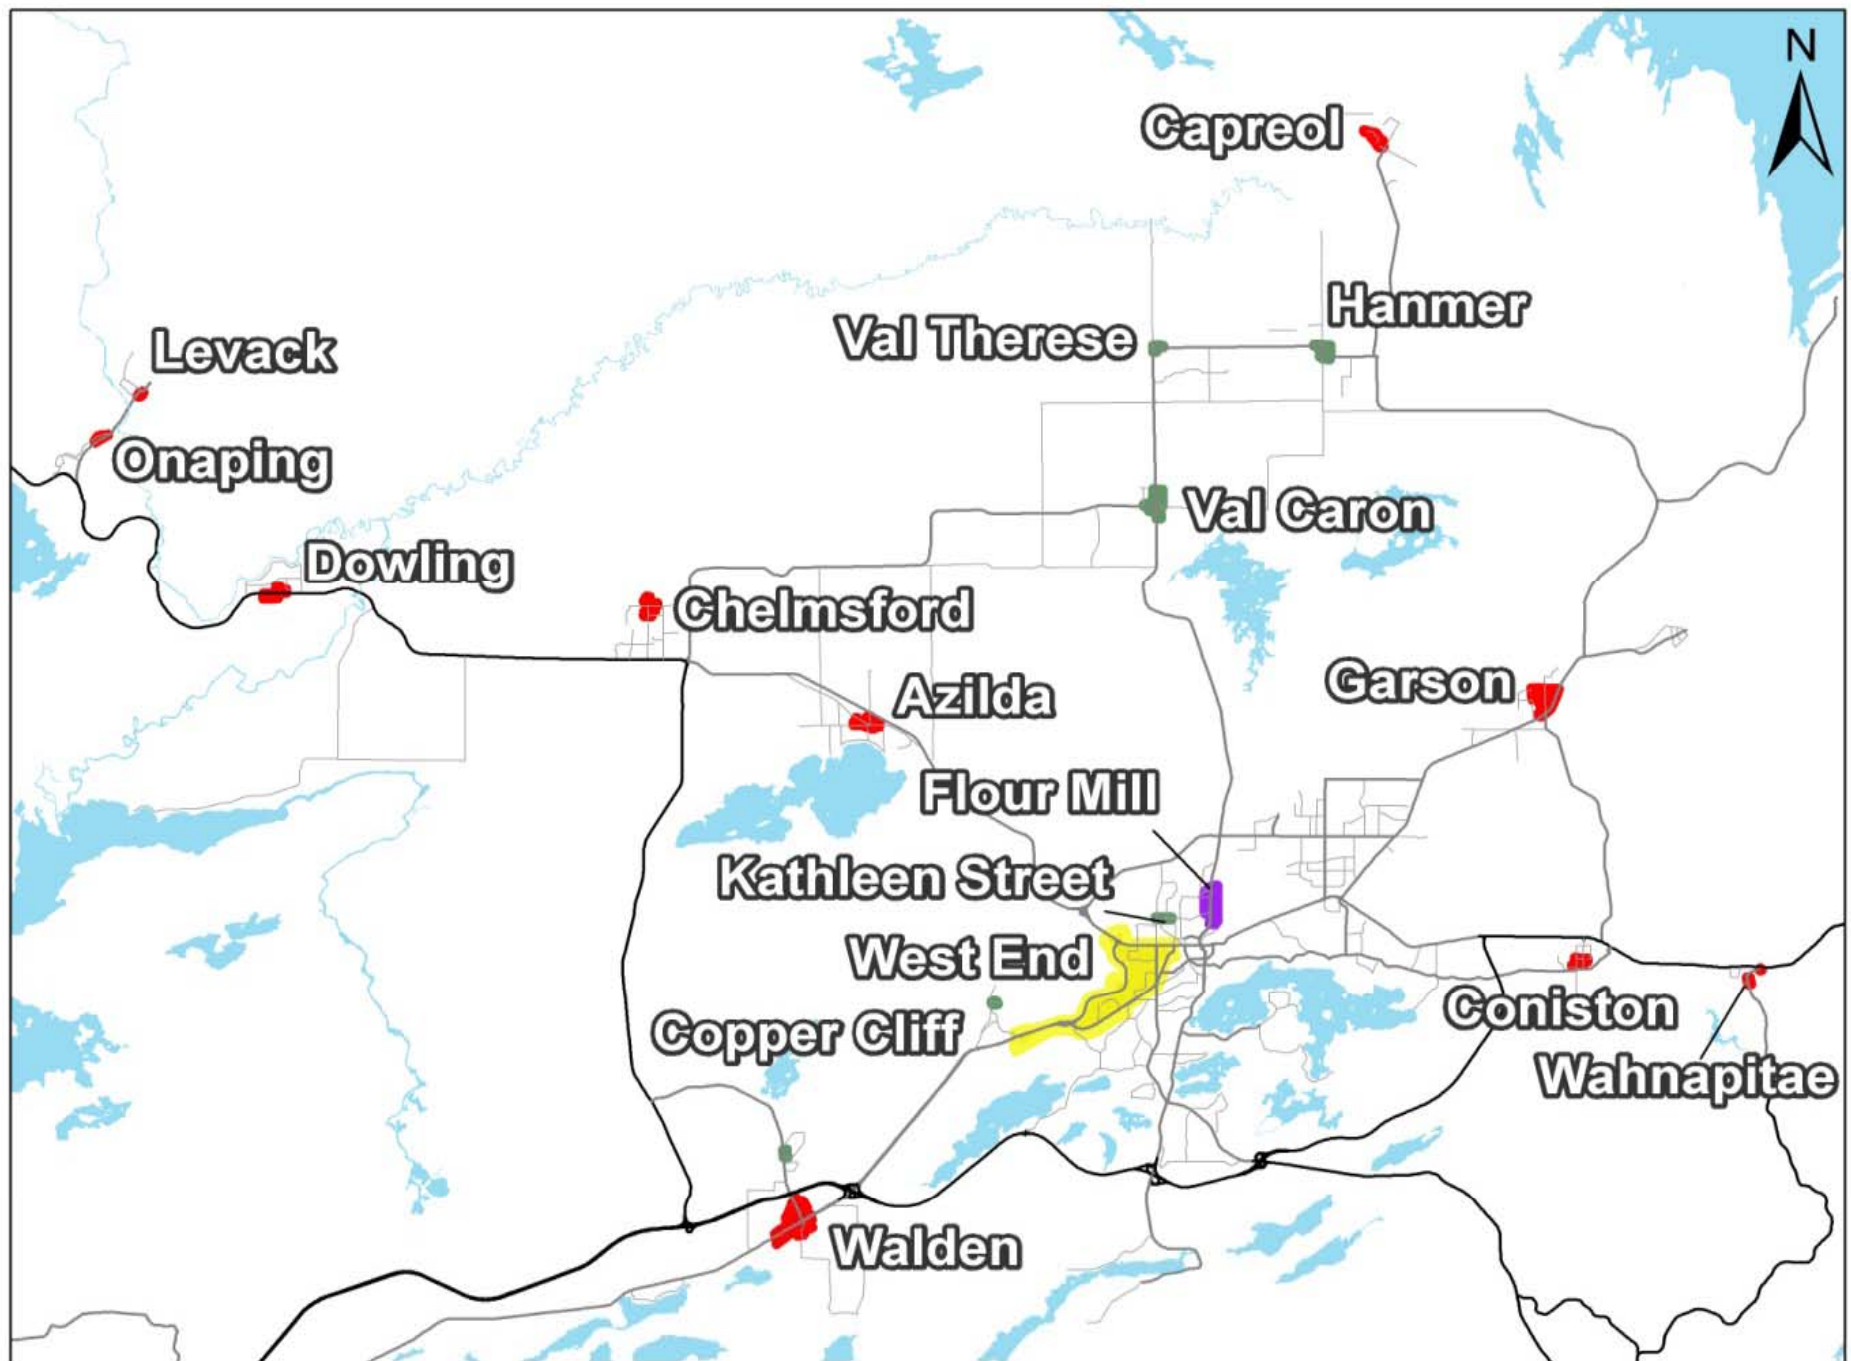 N
Capreol
Hanmer
Val Therese
Levack
Onaping
Val Caron
Dowling
Chelmsford
Garson
Azilda
Flour Mill
Kathleen Street
West End
Coniston
Copper Cliff
Wahnapitae
Walden